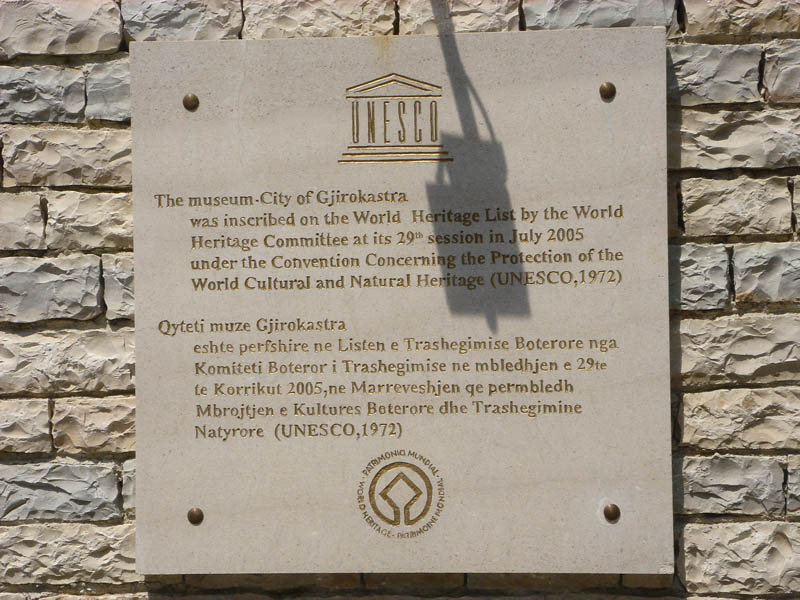 UNESCO
The museum-City of Gjirokastra
was inscribed on the World Heritage List by the World
Heritage Committee at its 29th session in July 2005
under the Convention Concerning the Protection of the
World Cultural and Natural Heritage (UNESCO,1972)
Qyteti muze Gjirokastra
eshte perfshire ne Listen e Trashegimise Boterore nga
Komiteti Boteror i Trashegimise ne mbledhjen e 29te
te Korrikut 2005,ne Marreveshjen qe permbledh
Mbrojtjen e Kultures Boterore dhe Trashegimine
Natyrore (UNESCO,1972)
PATRIMONIO MUNDIAL
WORLD HERITAGE · PATRIMOINE MONDIAL